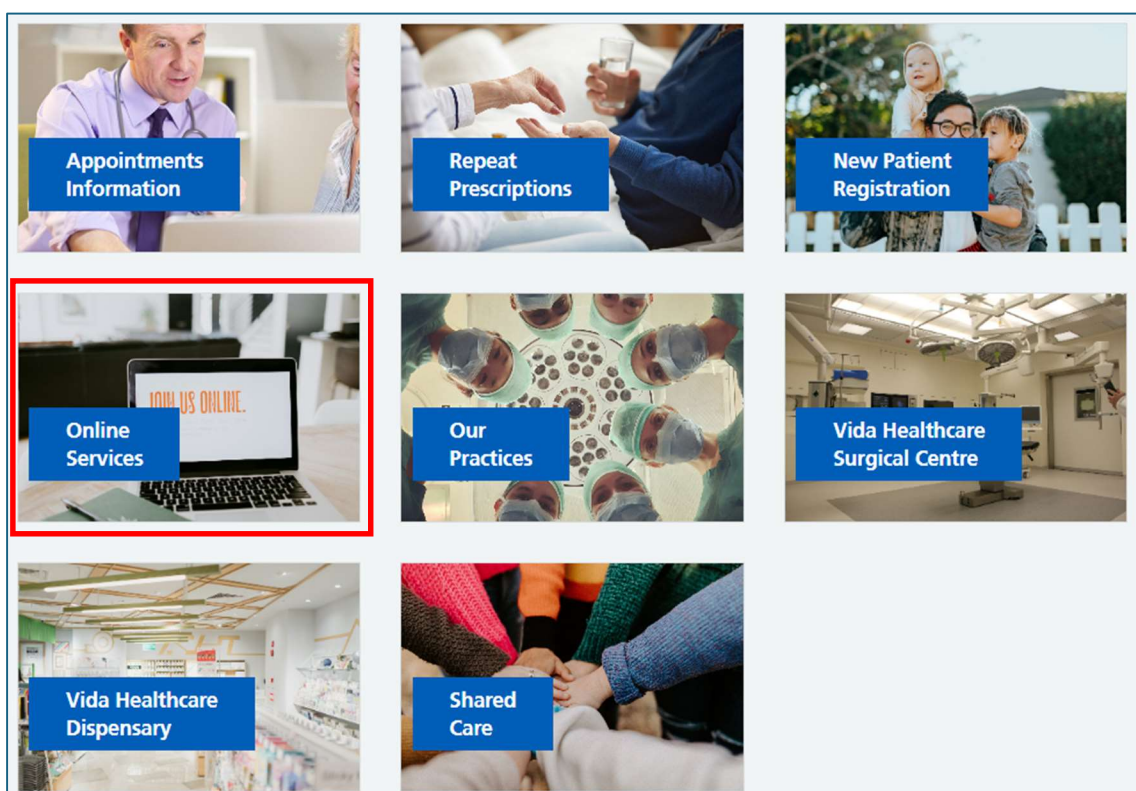 Appointments
Information
Repeat
Prescriptions
New Patient
Registration
JOIN US ONLINE.
Online
Services
Our
Practices
Vida Healthcare
Surgical Centre
Vida Healthcare
Dispensary
Shared
Care